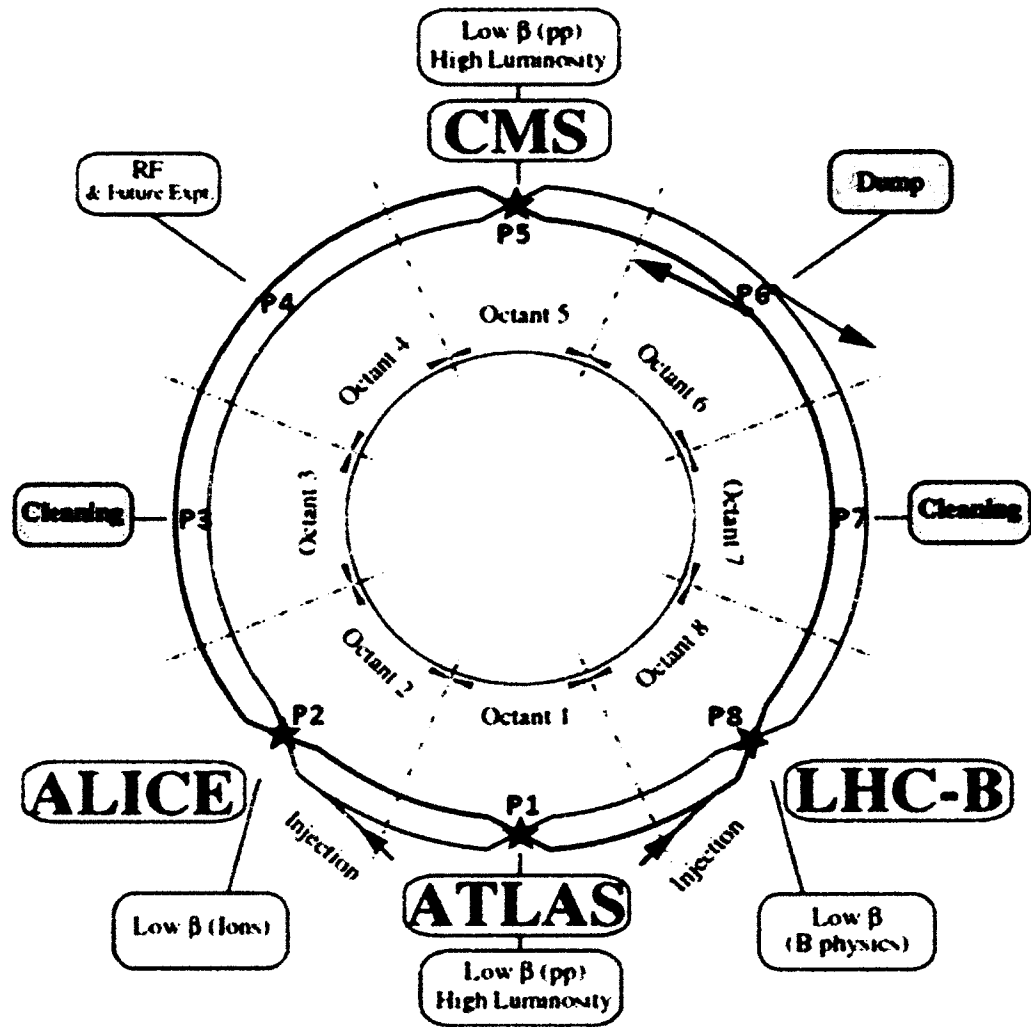 Low β (pp)
High Luminosity
CMS
RF
& Future Expt.
Dump
P5
P4
P6
Octant 5
Octant 4
Octant 6
Cleaning
P3
Octant 3
Octant 7
P7
Cleaning
Octant 2
Octant 8
P2
Octant 1
P8
ALICE
P1
LHC-B
Injection
Injection
ATLAS
Low β (Ions)
Low β
(B physics)
Low β (pp)
High Luminosity